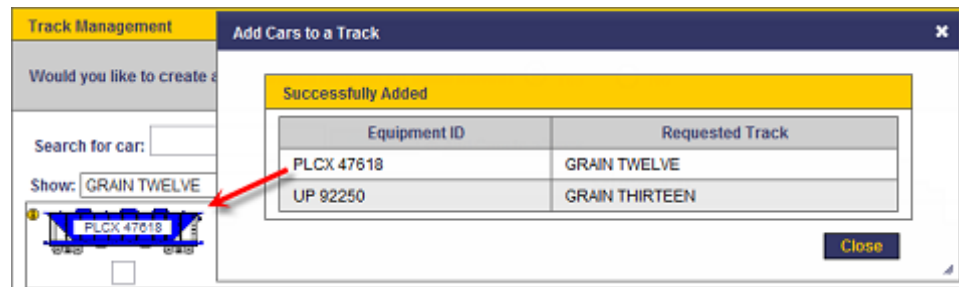 Track Management
Would you like to create a
Search for car:
Show: GRAIN TWELVE
PLCX 47618
Add Cars to a Track
Successfully Added
Equipment ID Requested Track
PLCX 47618 GRAIN TWELVE
UP 92250 GRAIN THIRTEEN
Close